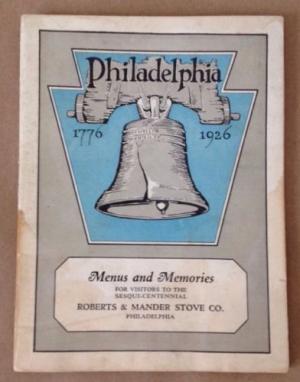 Philadelphia
1776 1926
Menus and Memories
FOR VISITORS TO THE
SESQUI-CENTENNIAL
ROBERTS & MANDER STOVE CO.
PHILADELPHIA